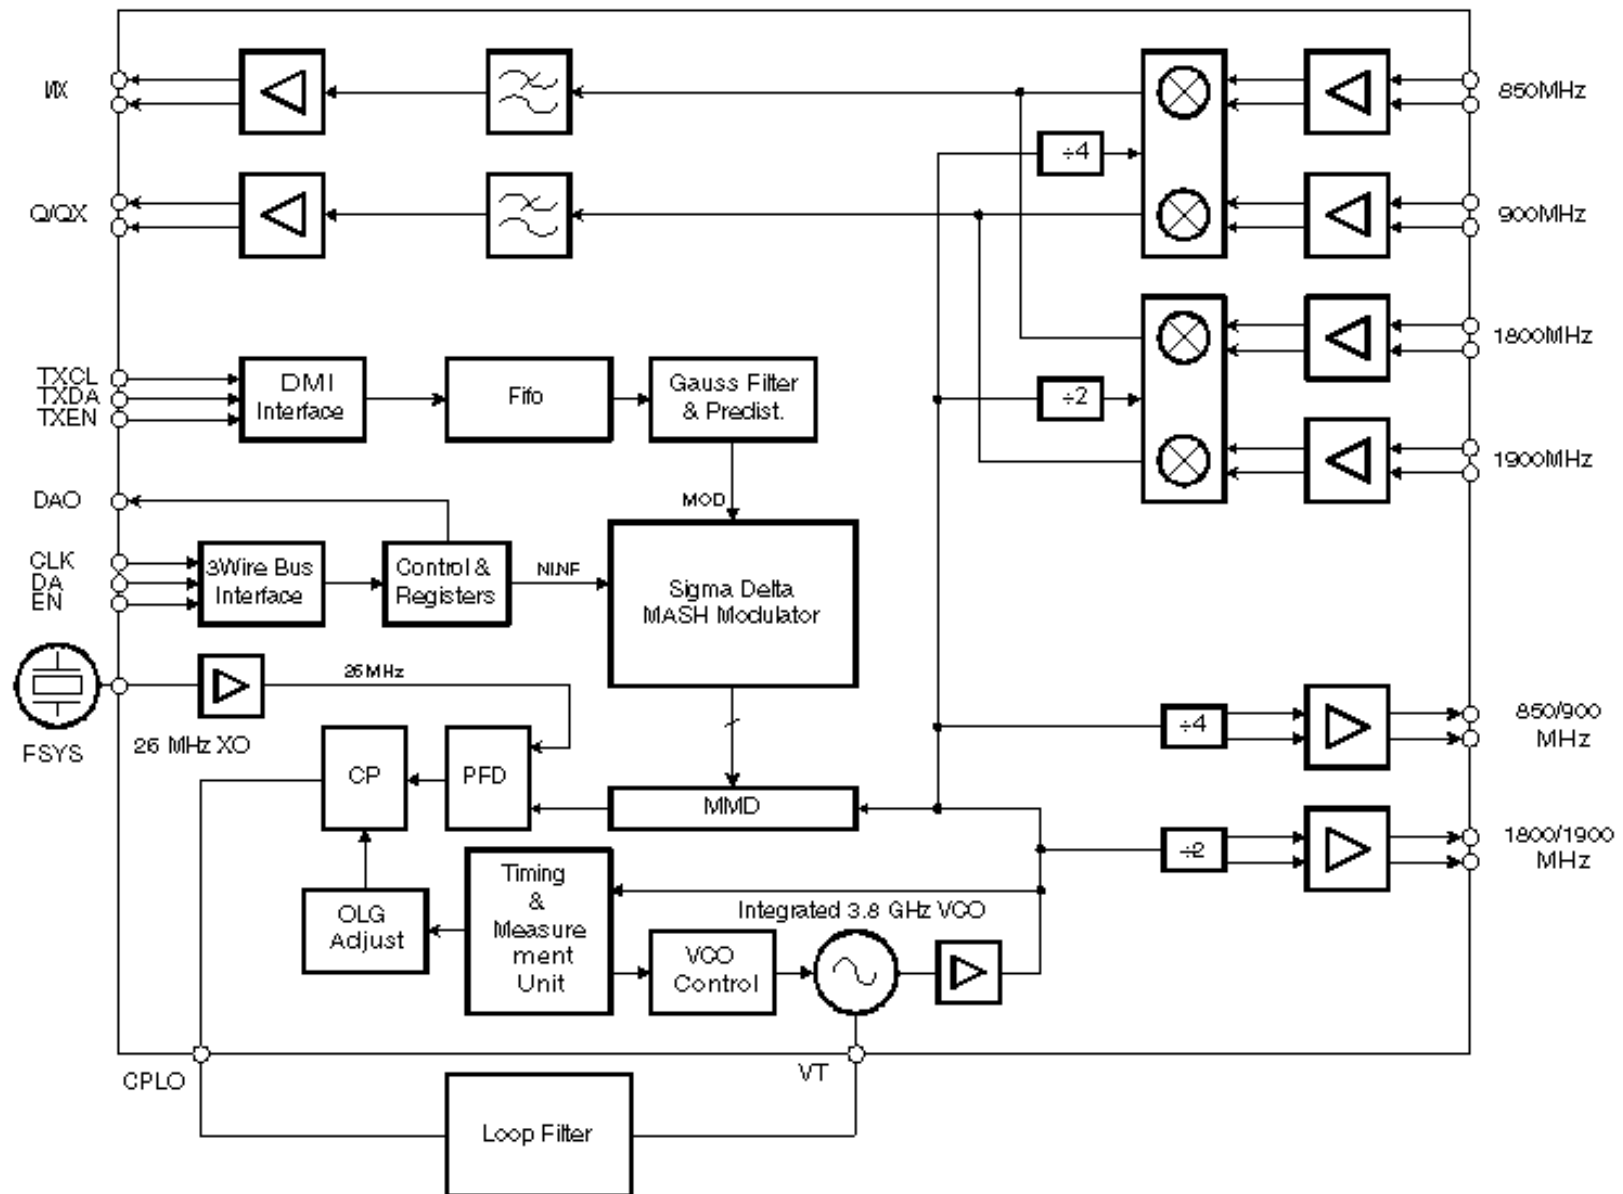 I/IX
850MHz
÷4
Q/QX
900MHz
1800MHz
TXCL
TXDA
TXEN
DMI
Interface
Fifo
Gauss Filter
& Predist.
÷2
1900MHz
DAO
MOD
CLK
DA
EN
3Wire Bus
Interface
Control &
Registers
NI.NF
Sigma Delta
MASH Modulator
26MHz
FSYS
26 MHz XO
CP
PFD
MMD
÷4
850/900
MHz
÷2
1800/1900
MHz
OLG
Adjust
Timing
&
Measure
ment
Unit
Integrated 3.8 GHz VCO
VCO
Control
CPLO
VT
Loop Filter